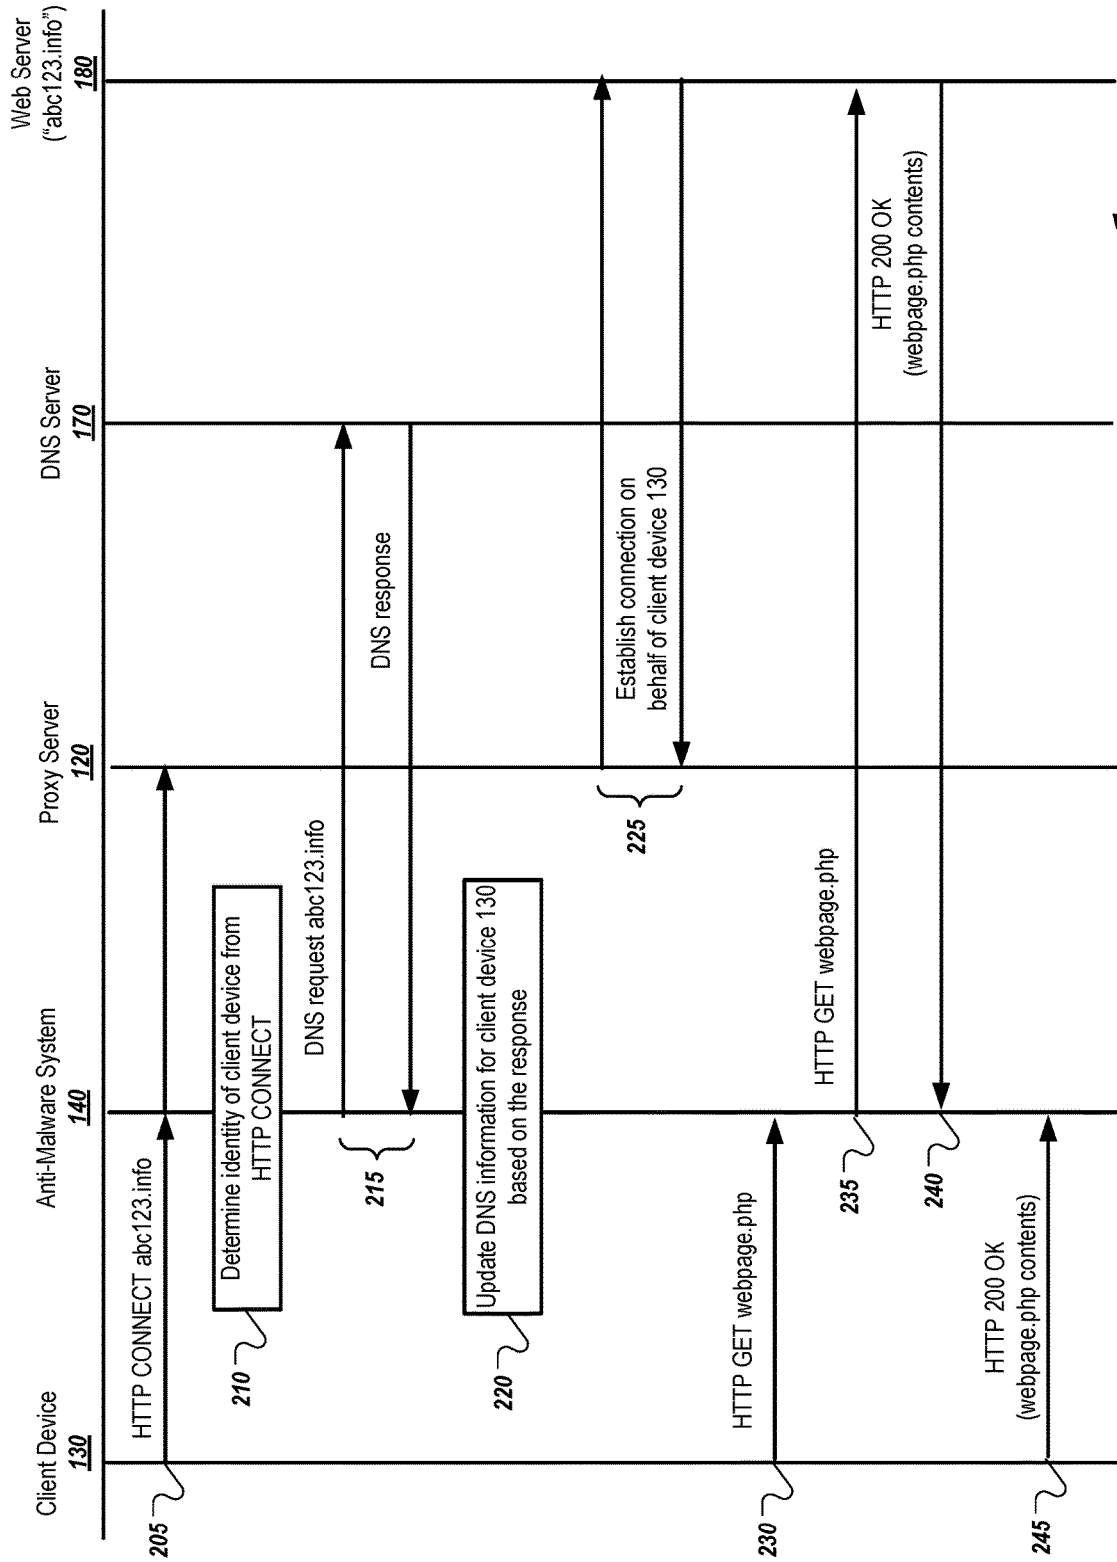 Client Device
130
Anti-Malware System
140
Proxy Server
120
DNS Server
170
Web Server
("abc123.info")
180
205
HTTP CONNECT abc123.info
210
Determine identity of client device from
HTTP CONNECT
215
DNS request abc123.info
DNS response
220
Update DNS information for client device 130
based on the response
225
Establish connection on
behalf of client device 130
230
HTTP GET webpage.php
235
HTTP GET webpage.php
240
HTTP 200 OK
(webpage.php contents)
245
HTTP 200 OK
(webpage.php contents)